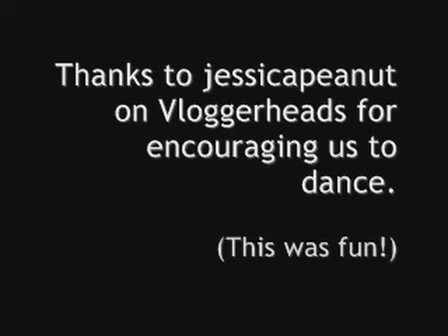 Thanks to jessicapeanut
on Vloggerheads for
encouraging us to
dance.
(This was fun!)